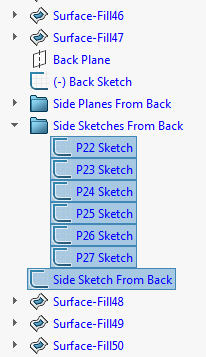 Surface-Fill46
Surface-Fill47
Back Plane
(-) Back Sketch
Side Planes From Back
Side Sketches From Back
P22 Sketch
P23 Sketch
P24 Sketch
P25 Sketch
P26 Sketch
P27 Sketch
Side Sketch From Back
Surface-Fill48
Surface-Fill49
Surface-Fill50